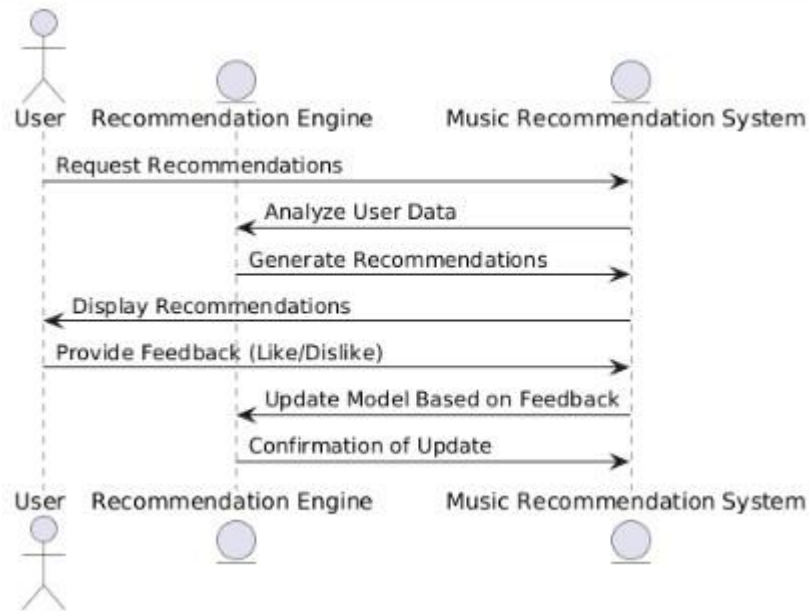 User Recommendation Engine Music Recommendation System
Request Recommendations
Analyze User Data
Generate Recommendations
Display Recommendations
Provide Feedback (Like/Dislike)
Update Model Based on Feedback
Confirmation of Update
User Recommendation Engine Music Recommendation System